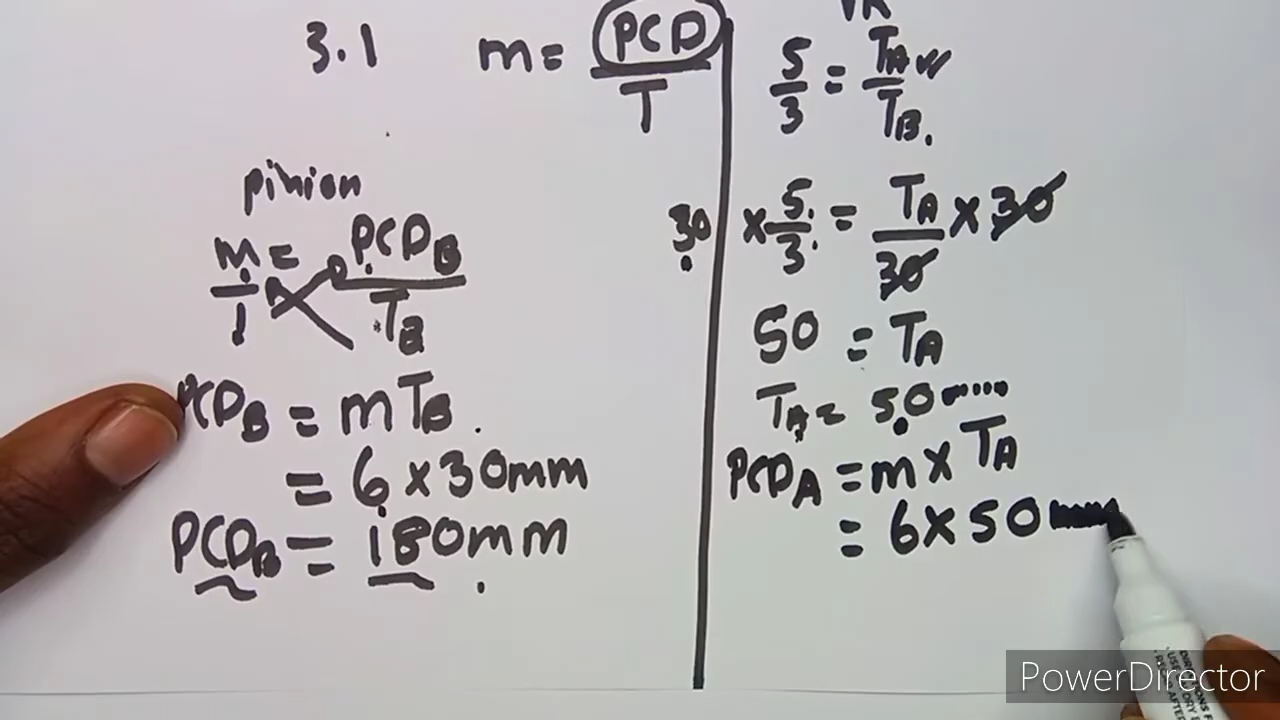 3.1
m = PCD/T
pinion
m/1 = PCDB/TB
PCDB = mTB.
= 6 × 30mm
PCDB = 180mm
5/3 = TA/TB.
30 × 5/3 = TA/30 × 30
50 = TA
TA = 50
PCDA = m × TA
= 6 × 50
PowerDirector